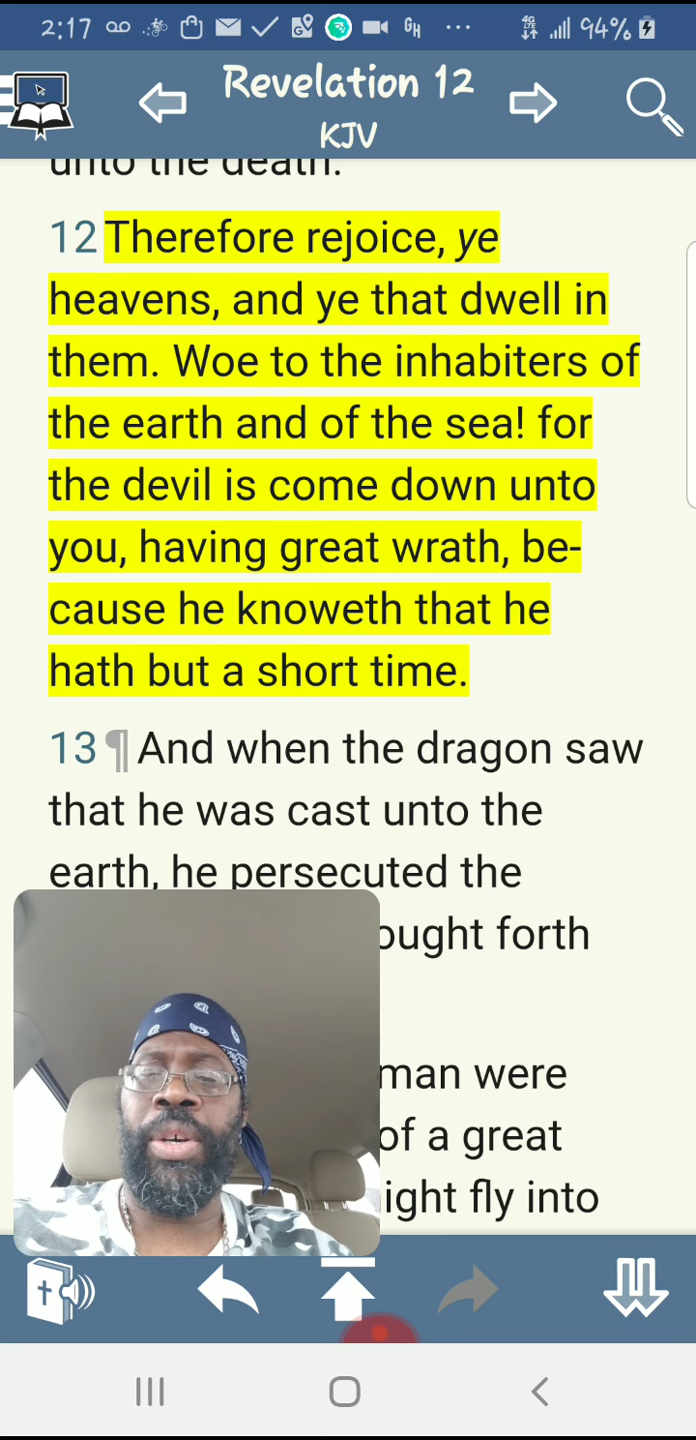 2:17
4G
94%
Revelation 12
KJV
unto the death.
12 Therefore rejoice, ye
heavens, and ye that dwell in
them. Woe to the inhabiters of
the earth and of the sea! for
the devil is come down unto
you, having great wrath, be-
cause he knoweth that he
hath but a short time.
13 ¶ And when the dragon saw
that he was cast unto the
earth, he persecuted the
ought forth
man were
of a great
ight fly into